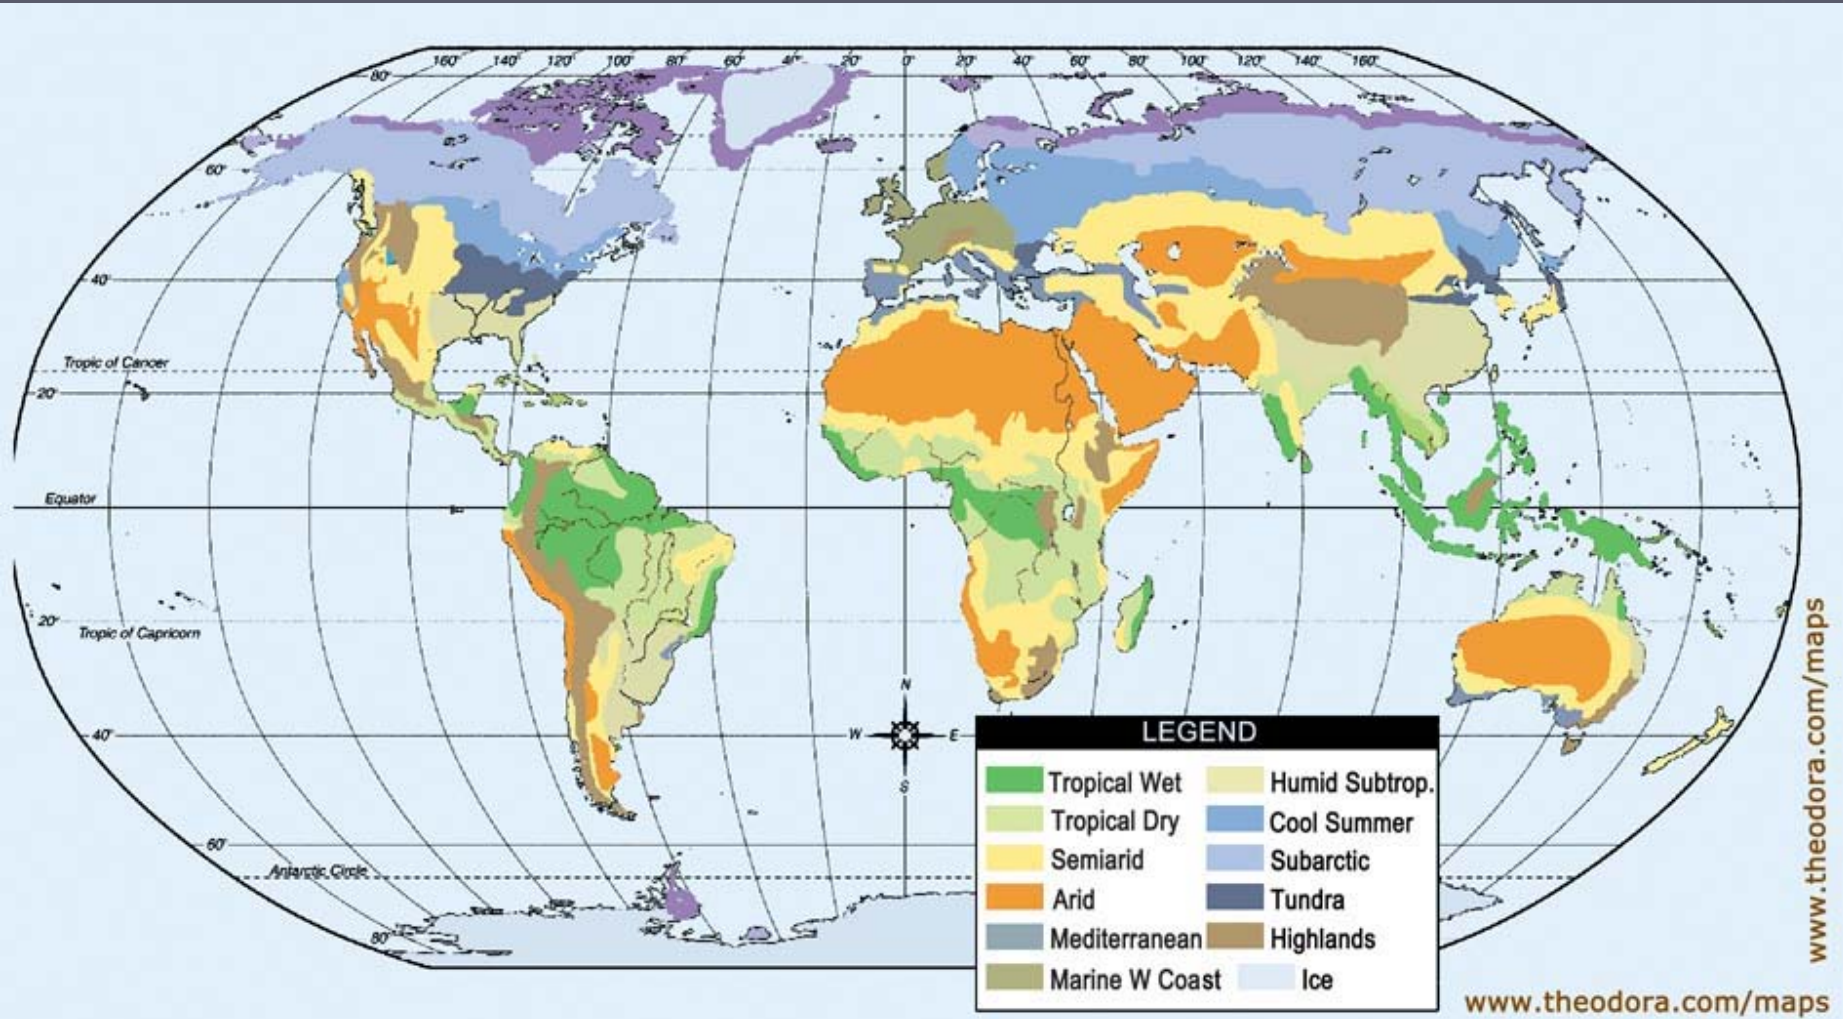 160° 140° 120° 100° 80° 60° 40° 20° 0° 20° 40° 60° 80° 100° 120° 140° 160°
80°
60°
40°
Tropic of Cancer
20°
Equator
20°
Tropic of Capricorn
N
40°
W E
S
60°
Antarctic Circle
80°
LEGEND
Tropical Wet
Tropical Dry
Semiarid
Arid
Mediterranean
Marine W Coast
Humid Subtrop.
Cool Summer
Subarctic
Tundra
Highlands
Ice
www.theodora.com/maps
www.theodora.com/maps